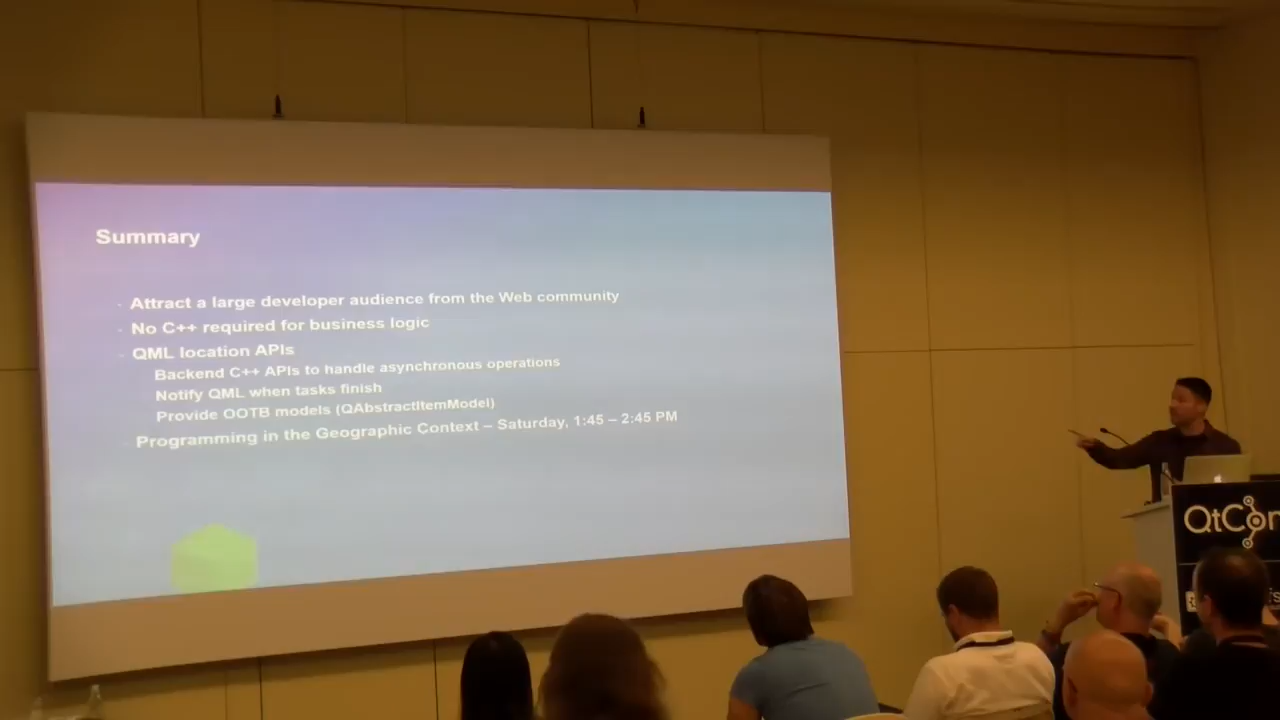 Summary
Attract a large developer audience from the Web community
No C++ required for business logic
QML location APIs
Backend C++ APIs to handle asynchronous operations
Notify QML when tasks finish
Provide OOTB models (QAbstractItemModel)
Programming in the Geographic Context – Saturday, 1:45 – 2:45 PM
QtCon